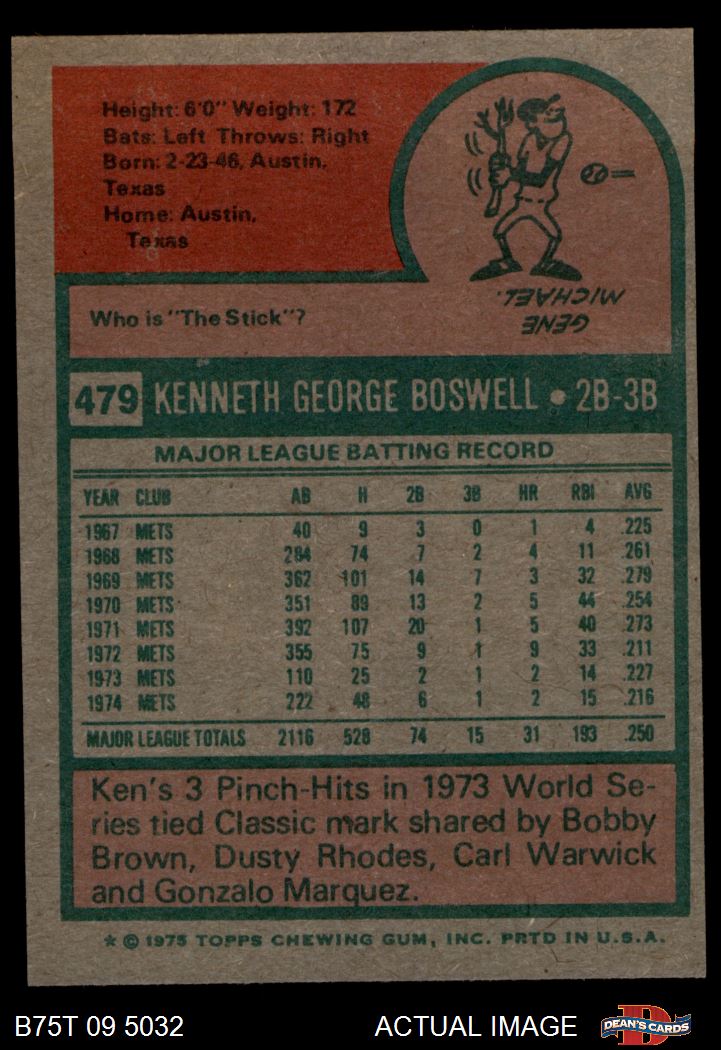 Height: 6'0" Weight: 172
Bats: Left Throws: Right
Born: 2-23-46, Austin,
Texas
Home: Austin,
Texas
Who is "The Stick"?
GENE
MICHAEL.
479 KENNETH GEORGE BOSWELL • 2B-3B
MAJOR LEAGUE BATTING RECORD
YEAR CLUB AB H 2B 3B HR RBI AVG
1967 METS 40 9 3 0 1 4 .225
1968 METS 284 74 7 2 4 11 .261
1969 METS 362 101 14 7 3 32 .279
1970 METS 351 89 13 2 5 44 .254
1971 METS 392 107 20 1 5 40 .273
1972 METS 355 75 9 1 9 33 .211
1973 METS 110 25 2 1 2 14 .227
1974 METS 222 48 6 1 2 15 .216
MAJOR LEAGUE TOTALS 2116 528 74 15 31 193 .250
Ken's 3 Pinch-Hits in 1973 World Se-
ries tied Classic mark shared by Bobby
Brown, Dusty Rhodes, Carl Warwick
and Gonzalo Marquez.
* © 1975 TOPPS CHEWING GUM, INC. PRTD IN U.S.A.
B75T 09 5032 ACTUAL IMAGE DEAN'S CARDS